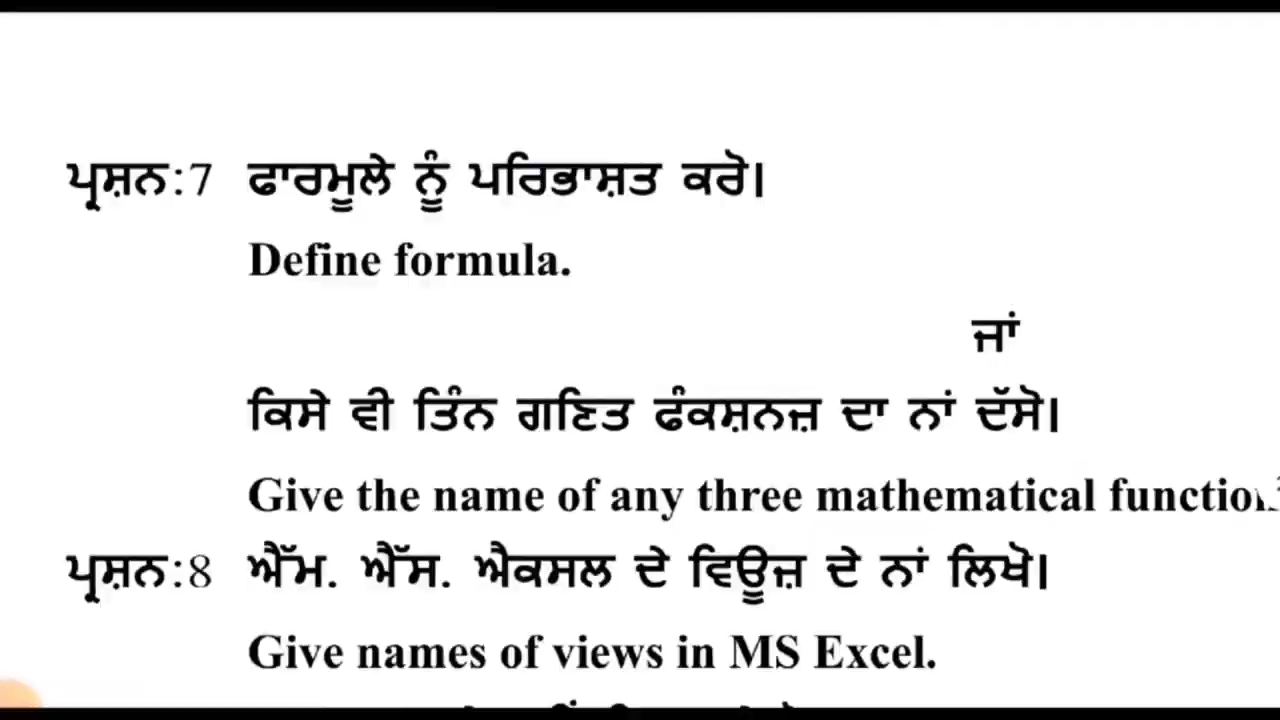 ਪ੍ਰਸ਼ਨ:7 ਫਾਰਮੂਲੇ ਨੂੰ ਪਰਿਭਾਸ਼ਤ ਕਰੋ।
Define formula.
ਜਾਂ
ਕਿਸੇ ਵੀ ਤਿੰਨ ਗਣਿਤ ਫੰਕਸ਼ਨਜ਼ ਦਾ ਨਾਂ ਦੱਸੋ।
Give the name of any three mathematical
ਪ੍ਰਸ਼ਨ:8 ਐੱਮ. ਐੱਸ. ਐਕਸਲ ਦੇ ਵਿਊਜ਼ ਦੇ ਨਾਂ ਲਿਖੋ।
Give names of views in MS Excel.